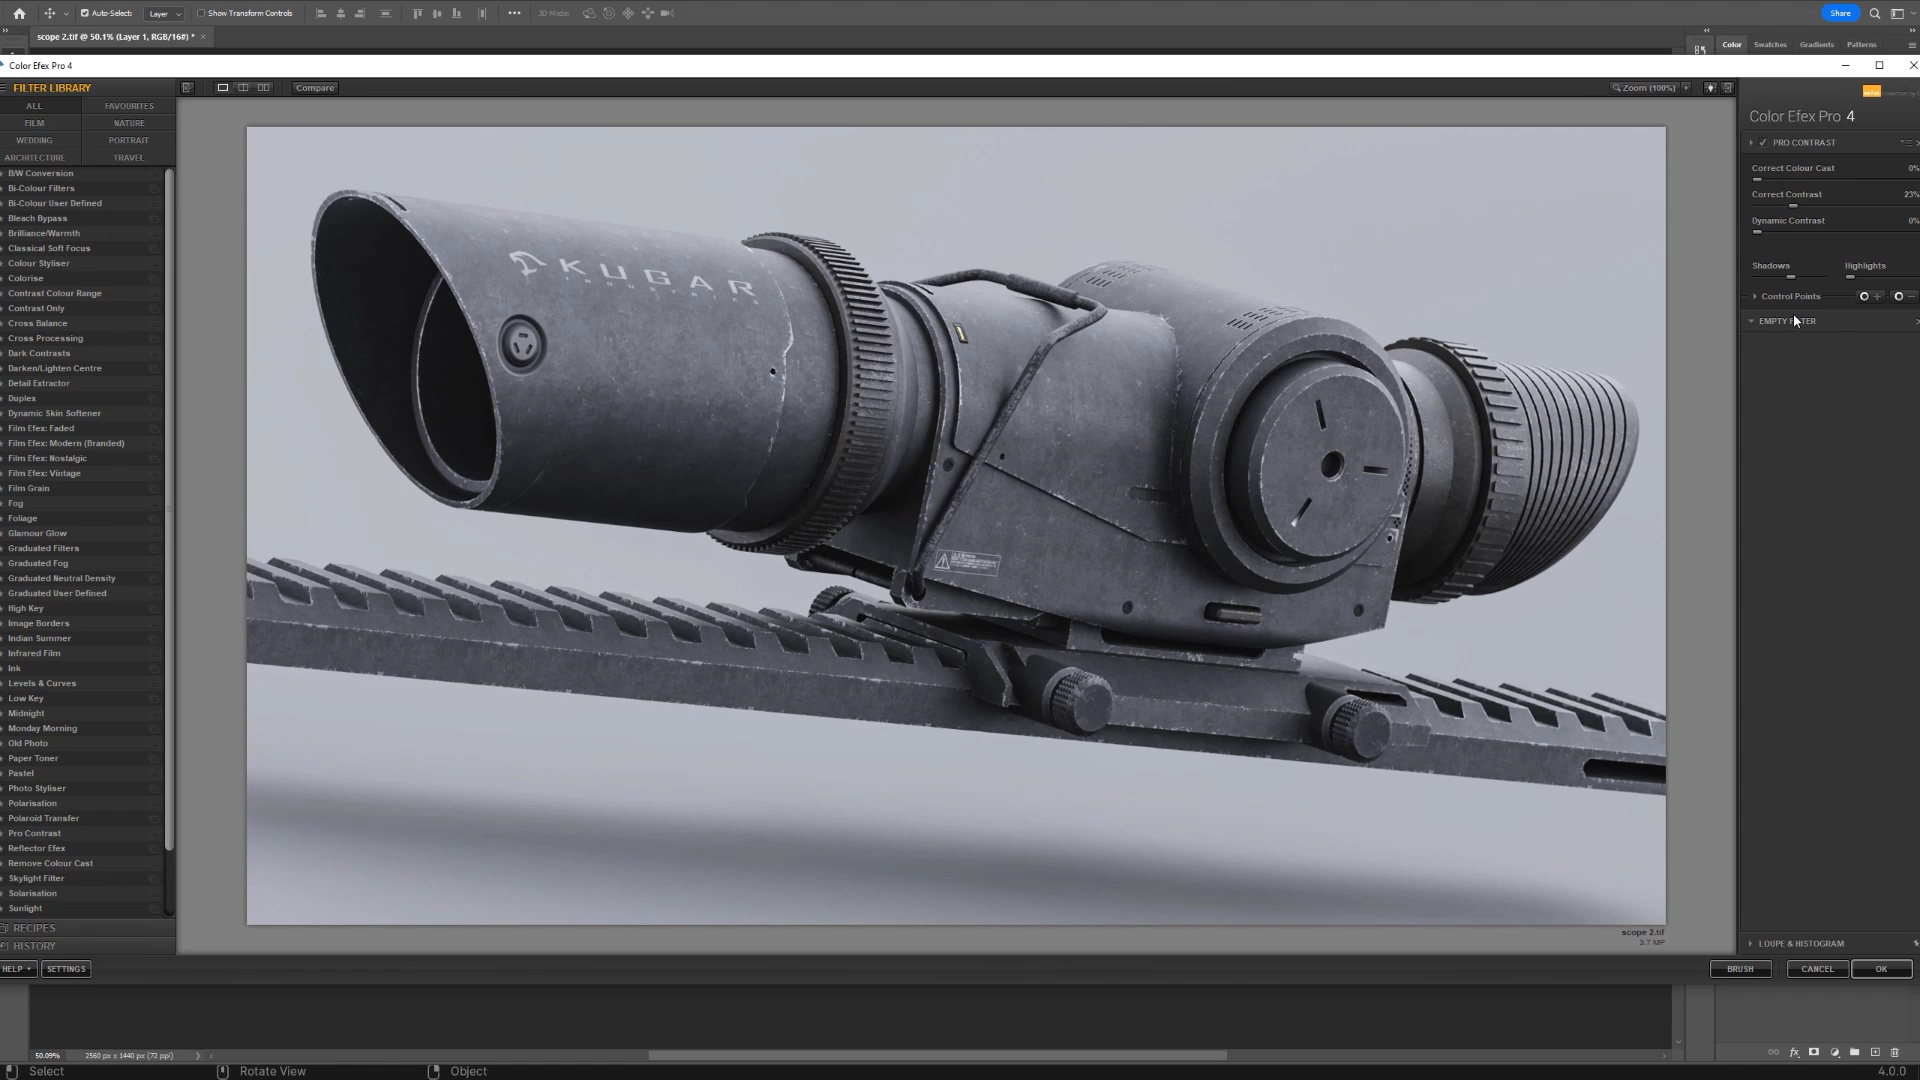 Auto-Select:
Layer
Show Transform Controls
3D Mode:
Share
scope 2.tif @ 50.1% (Layer 1, RGB/16#) *
Color
Swatches
Gradients
Patterns
Color Efex Pro 4
FILTER LIBRARY
ALL
FAVOURITES
FILM
NATURE
WEDDING
PORTRAIT
ARCHITECTURE
TRAVEL
B/W Conversion
Bi-Colour Filters
Bi-Colour User Defined
Bleach Bypass
Brilliance/Warmth
Classical Soft Focus
Colour Styliser
Colorise
Contrast Colour Range
Contrast Only
Cross Balance
Cross Processing
Dark Contrasts
Darken/Lighten Centre
Detail Extractor
Duplex
Dynamic Skin Softener
Film Efex: Faded
Film Efex: Modern (Branded)
Film Efex: Nostalgic
Film Efex: Vintage
Film Grain
Fog
Foliage
Glamour Glow
Graduated Filters
Graduated Fog
Graduated Neutral Density
Graduated User Defined
High Key
Image Borders
Indian Summer
Infrared Film
Ink
Levels & Curves
Low Key
Midnight
Monday Morning
Old Photo
Paper Toner
Pastel
Photo Styliser
Polarisation
Polaroid Transfer
Pro Contrast
Reflector Efex
Remove Colour Cast
Skylight Filter
Solarisation
Sunlight
RECIPES
HISTORY
HELP
SETTINGS
Compare
Zoom (100%)
KUGAR
INDUSTRIES
scope 2.tif
3.7 MP
Color Efex Pro 4
PRO CONTRAST
Correct Colour Cast 0%
Correct Contrast 23%
Dynamic Contrast 0%
Shadows
Highlights
Control Points
EMPTY FILTER
LOUPE & HISTOGRAM
BRUSH
CANCEL
OK
50.09%
2560 px x 1440 px (72 ppi)
fx
Select
Rotate View
Object
4.0.0